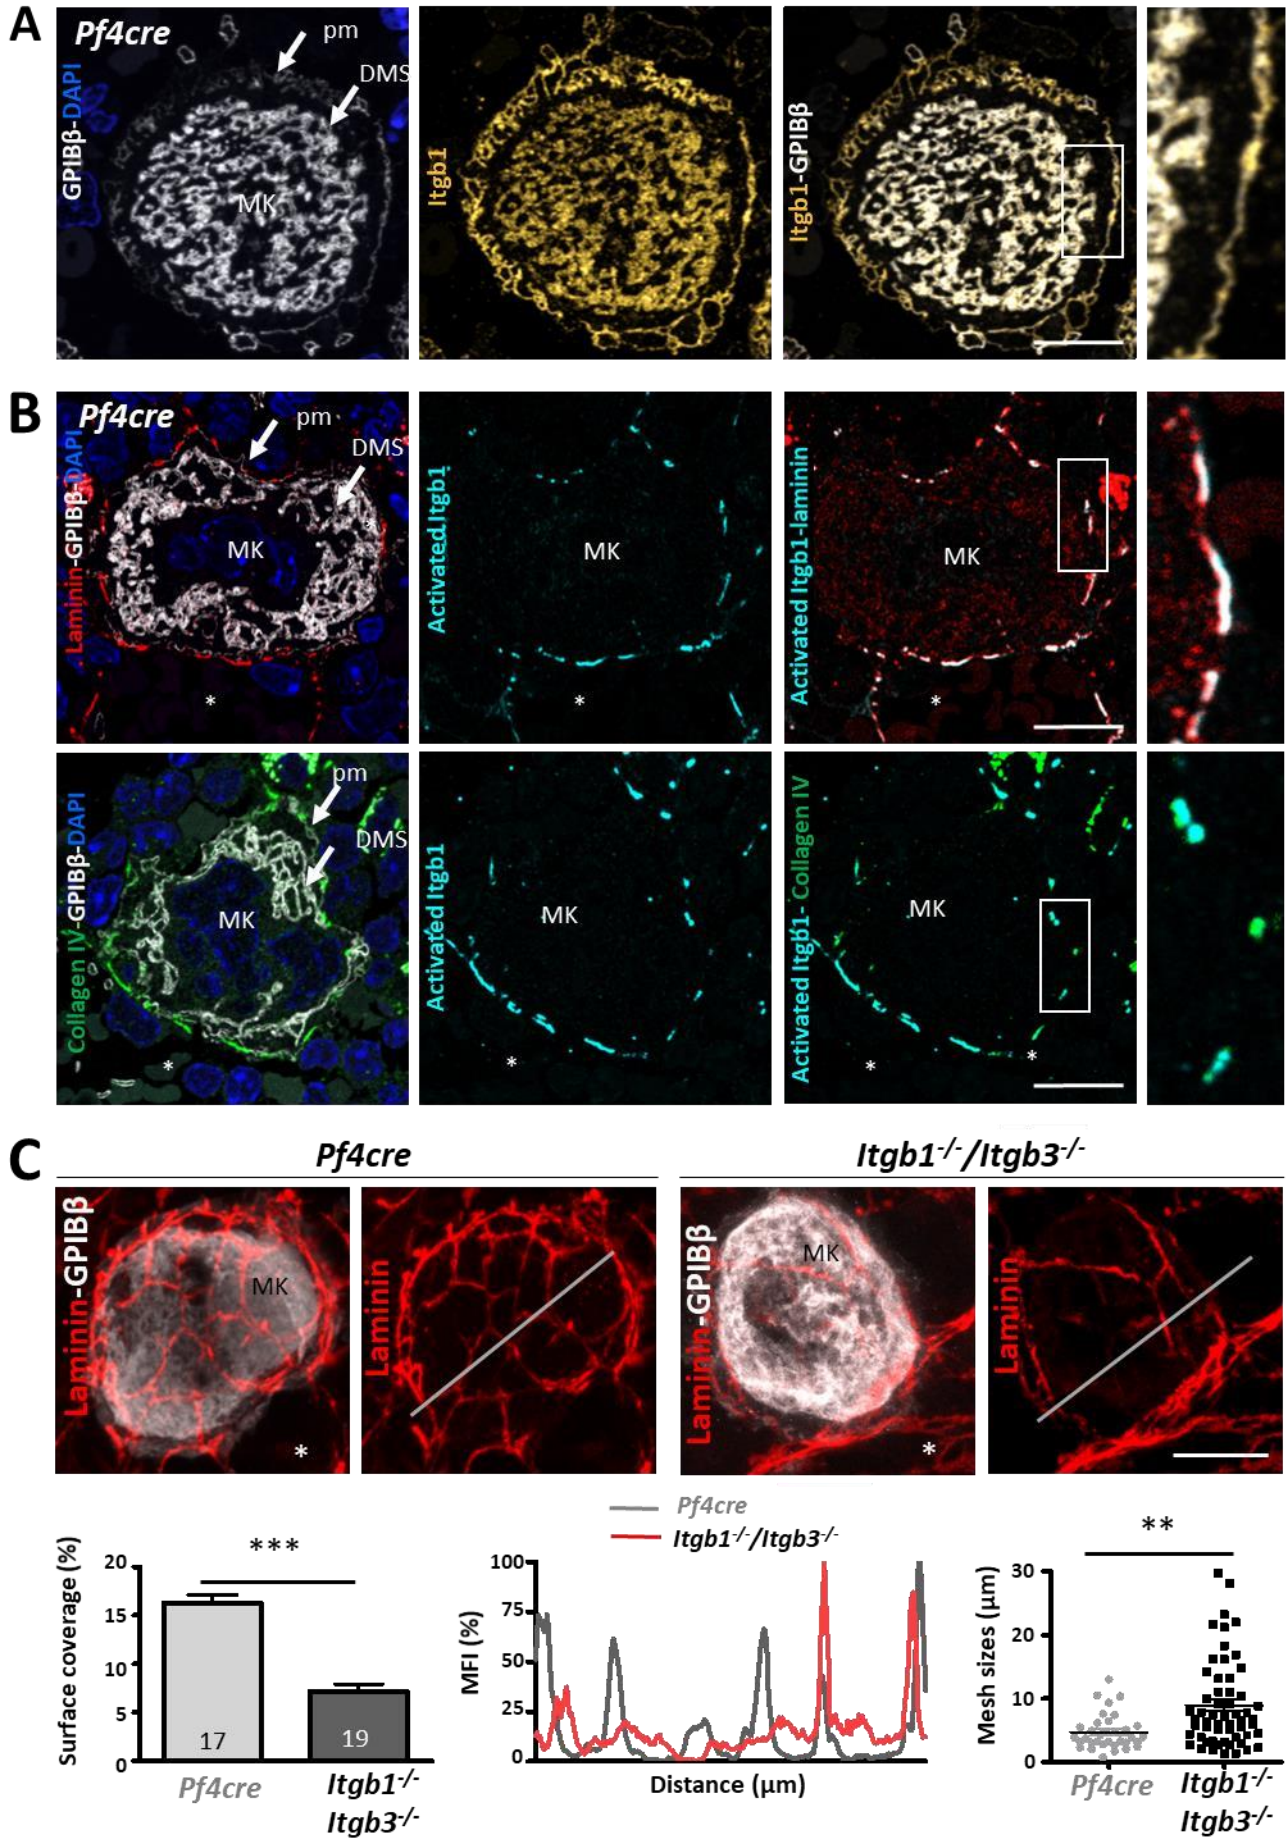 A
Pf4cre
pm
DMS
MK
GPIBβ-DAPI
Itgb1
Itgb1-GPIBβ
B
Pf4cre
pm
DMS
*
MK
*
Laminin-GPIBβ-DAPI
Activated Itgb1
MK
*
Activated Itgb1-laminin
MK
*
pm
DMS
MK
*
Collagen IV-GPIBβ-DAPI
Activated Itgb1
MK
*
Activated Itgb1- Collagen IV
MK
*
*
C
Pf4cre
Itgb1-/-/Itgb3-/-
Laminin-GPIBβ
MK
*
Laminin
Laminin-GPIBβ
MK
*
Laminin
Surface coverage (%)
20
15
10
5
0
***
17
19
Pf4cre
Itgb1-/-
Itgb3-/-
Pf4cre
Itgb1-/-/Itgb3-/-
MFI (%)
100
75
50
25
0
Distance (µm)
Mesh sizes (µm)
30
20
10
0
**
Pf4cre
Itgb1-/-
Itgb3-/-